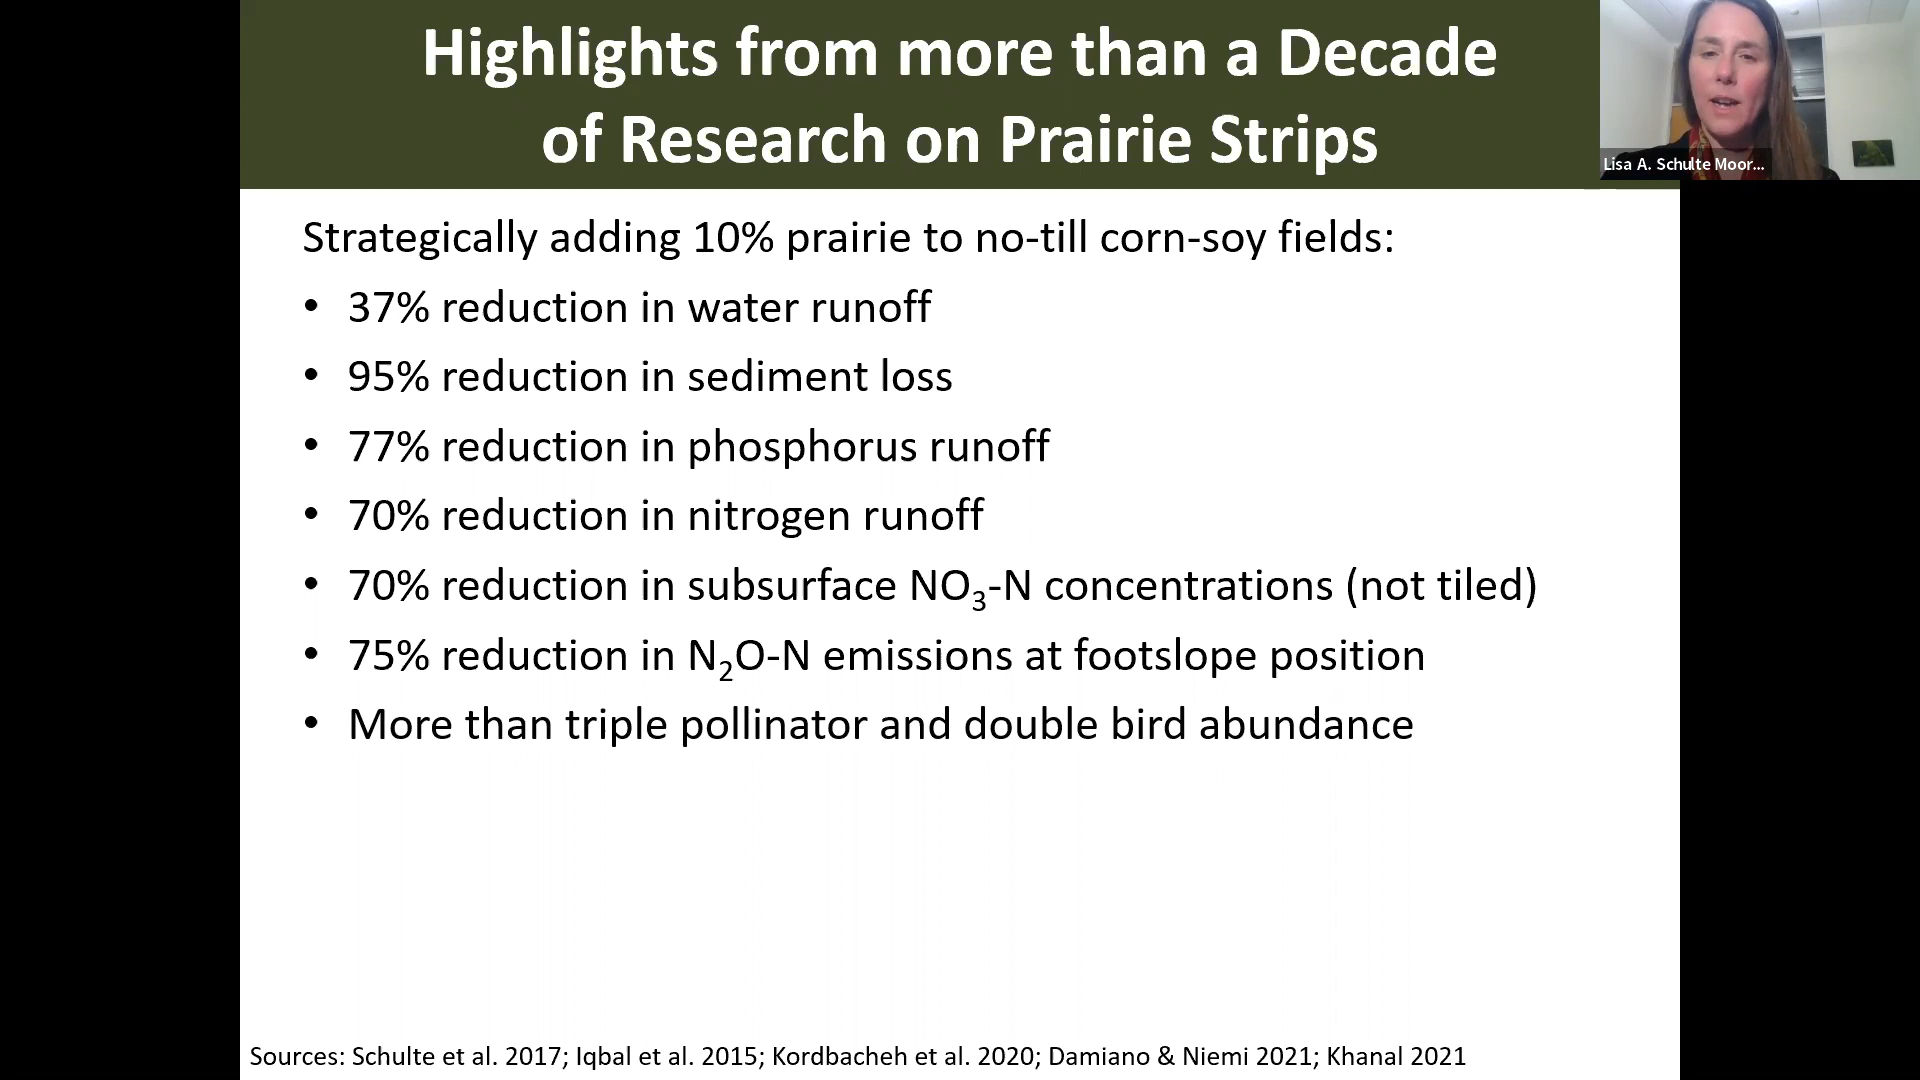 Highlights from more than a Decade
of Research on Prairie Strips
Lisa A. Schulte Moor...
Strategically adding 10% prairie to no-till corn-soy fields:
• 37% reduction in water runoff
• 95% reduction in sediment loss
• 77% reduction in phosphorus runoff
• 70% reduction in nitrogen runoff
• 70% reduction in subsurface NO₃-N concentrations (not tiled)
• 75% reduction in N₂O-N emissions at footslope position
• More than triple pollinator and double bird abundance
Sources: Schulte et al. 2017; Iqbal et al. 2015; Kordbacheh et al. 2020; Damiano & Niemi 2021; Khanal 2021